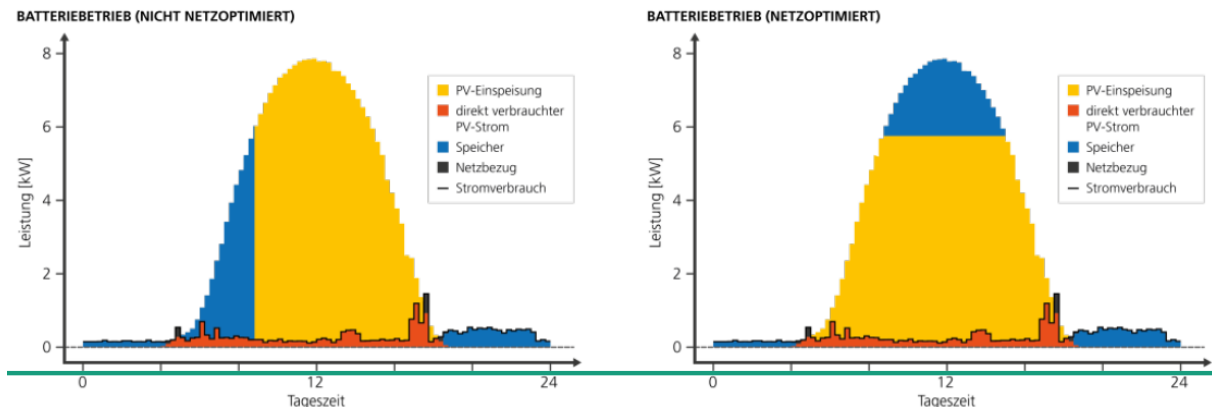 BATTERIEBETRIEB (NICHT NETZOPTIMIERT)
8
6
4
2
0
Leistung [kW]
PV-Einspeisung
direkt verbrauchter
PV-Strom
Speicher
Netzbezug
Stromverbrauch
0
12
24
Tageszeit
BATTERIEBETRIEB (NETZOPTIMIERT)
8
6
4
2
0
Leistung [kW]
PV-Einspeisung
direkt verbrauchter
PV-Strom
Speicher
Netzbezug
Stromverbrauch
0
12
24
Tageszeit